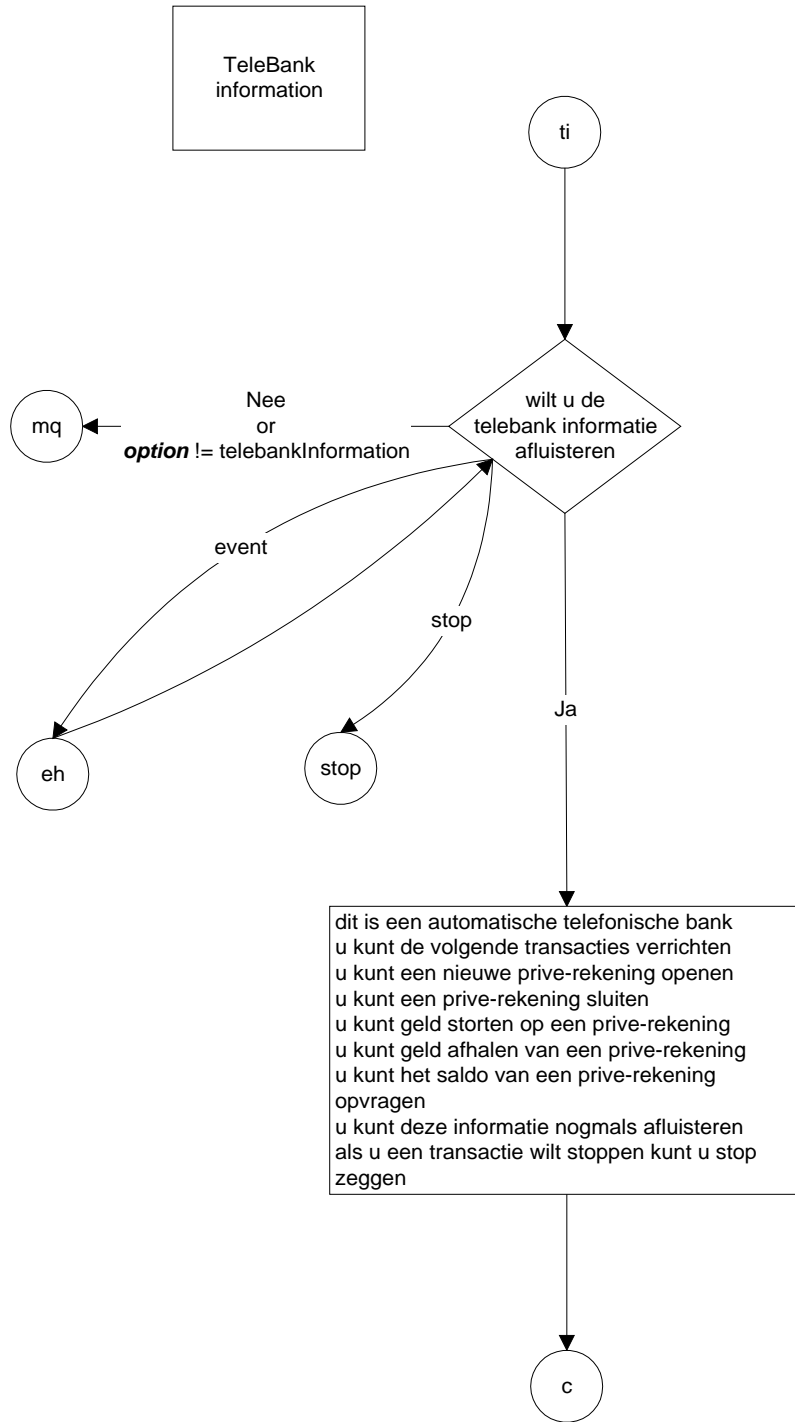 TeleBank
information
ti
wilt u de
telebank informatie
afluisteren
Nee
or
option != telebankInformation
mq
event
stop
Ja
eh
stop
dit is een automatische telefonische bank
u kunt de volgende transacties verrichten
u kunt een nieuwe prive-rekening openen
u kunt een prive-rekening sluiten
u kunt geld storten op een prive-rekening
u kunt geld afhalen van een prive-rekening
u kunt het saldo van een prive-rekening
opvragen
u kunt deze informatie nogmals afluisteren
als u een transactie wilt stoppen kunt u stop
zeggen
c